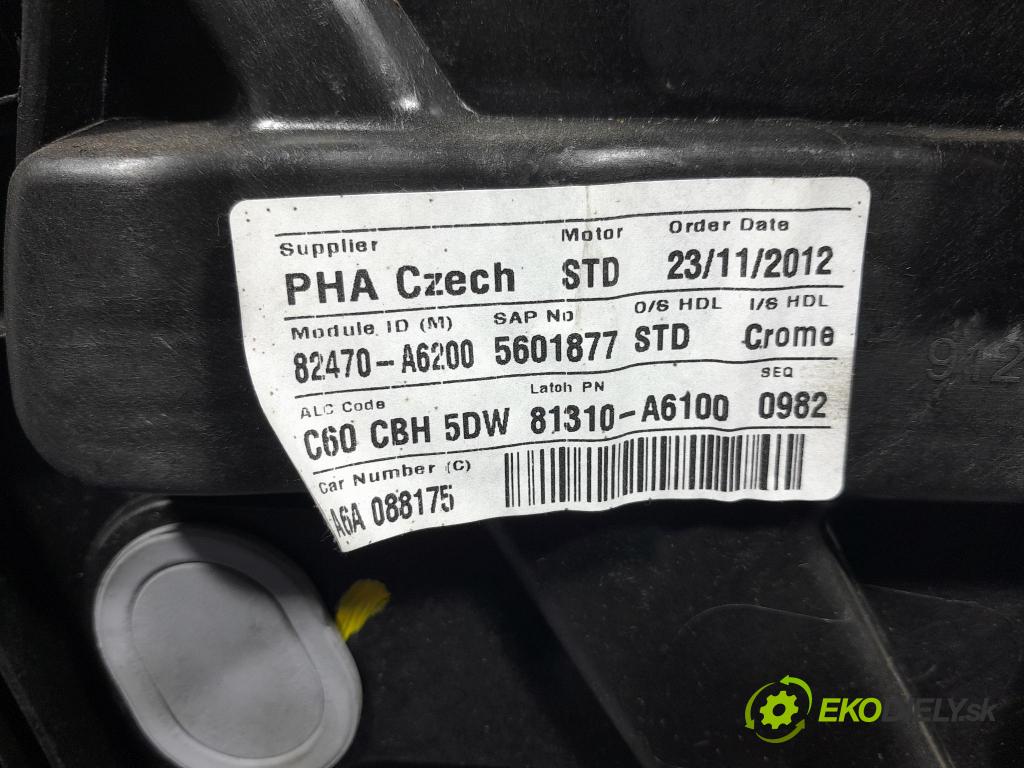 Supplier Motor Order Date
PHA Czech STD 23/11/2012
Module ID (M) SAP No O/S HDL I/S HDL
82470-A6200 5601877 STD Crome
ALC Code Latch PN SEQ
C60 CBH 5DW 81310-A6100 0982
Car Number (C)
A6A 088175
912
EKODIELY.sk